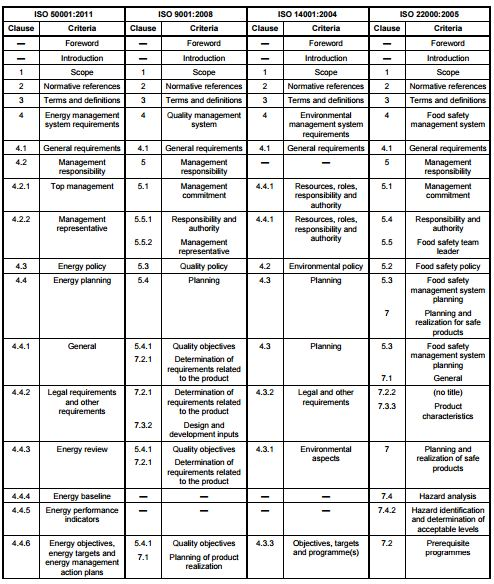 ISO 50001:2011 ISO 9001:2008 ISO 14001:2004 ISO 22000:2005
Clause Criteria Clause Criteria Clause Criteria Clause Criteria
— Foreword — Foreword — Foreword — Foreword
— Introduction — Introduction — Introduction — Introduction
1 Scope 1 Scope 1 Scope 1 Scope
2 Normative references 2 Normative references 2 Normative references 2 Normative references
3 Terms and definitions 3 Terms and definitions 3 Terms and definitions 3 Terms and definitions
4 Energy management 4 Quality management 4 Environmental 4 Food safety
system requirements system management system management system
requirements
4.1 General requirements 4.1 General requirements 4.1 General requirements 4.1 General requirements
4.2 Management 5 Management — — 5 Management
responsibility responsibility responsibility
4.2.1 Top management 5.1 Management 4.4.1 Resources, roles, 5.1 Management
commitment responsibility and commitment
authority
4.2.2 Management 5.5.1 Responsibility and 4.4.1 Resources, roles, 5.4 Responsibility and
representative authority responsibility and authority
5.5.2 Management authority 5.5 Food safety team
representative leader
4.3 Energy policy 5.3 Quality policy 4.2 Environmental policy 5.2 Food safety policy
4.4 Energy planning 5.4 Planning 4.3 Planning 5.3 Food safety
management system
planning
7 Planning and
realization for safe
products
4.4.1 General 5.4.1 Quality objectives 4.3 Planning 5.3 Food safety
7.2.1 Determination of management system
requirements related planning
to the product 7.1 General
4.4.2 Legal requirements 7.2.1 Determination of 4.3.2 Legal and other 7.2.2 (no title)
and other requirements related requirements 7.3.3 Product
requirements to the product characteristics
7.3.2 Design and
development inputs
4.4.3 Energy review 5.4.1 Quality objectives 4.3.1 Environmental 7 Planning and
7.2.1 Determination of aspects realization of safe
requirements related products
to the product
4.4.4 Energy baseline — — — — 7.4 Hazard analysis
4.4.5 Energy performance — — — — 7.4.2 Hazard identification
indicators and determination of
acceptable levels
4.4.6 Energy objectives, 5.4.1 Quality objectives 4.3.3 Objectives, targets 7.2 Prerequisite
energy targets and 7.1 Planning of product and programme(s) programmes
energy management realization
action plans